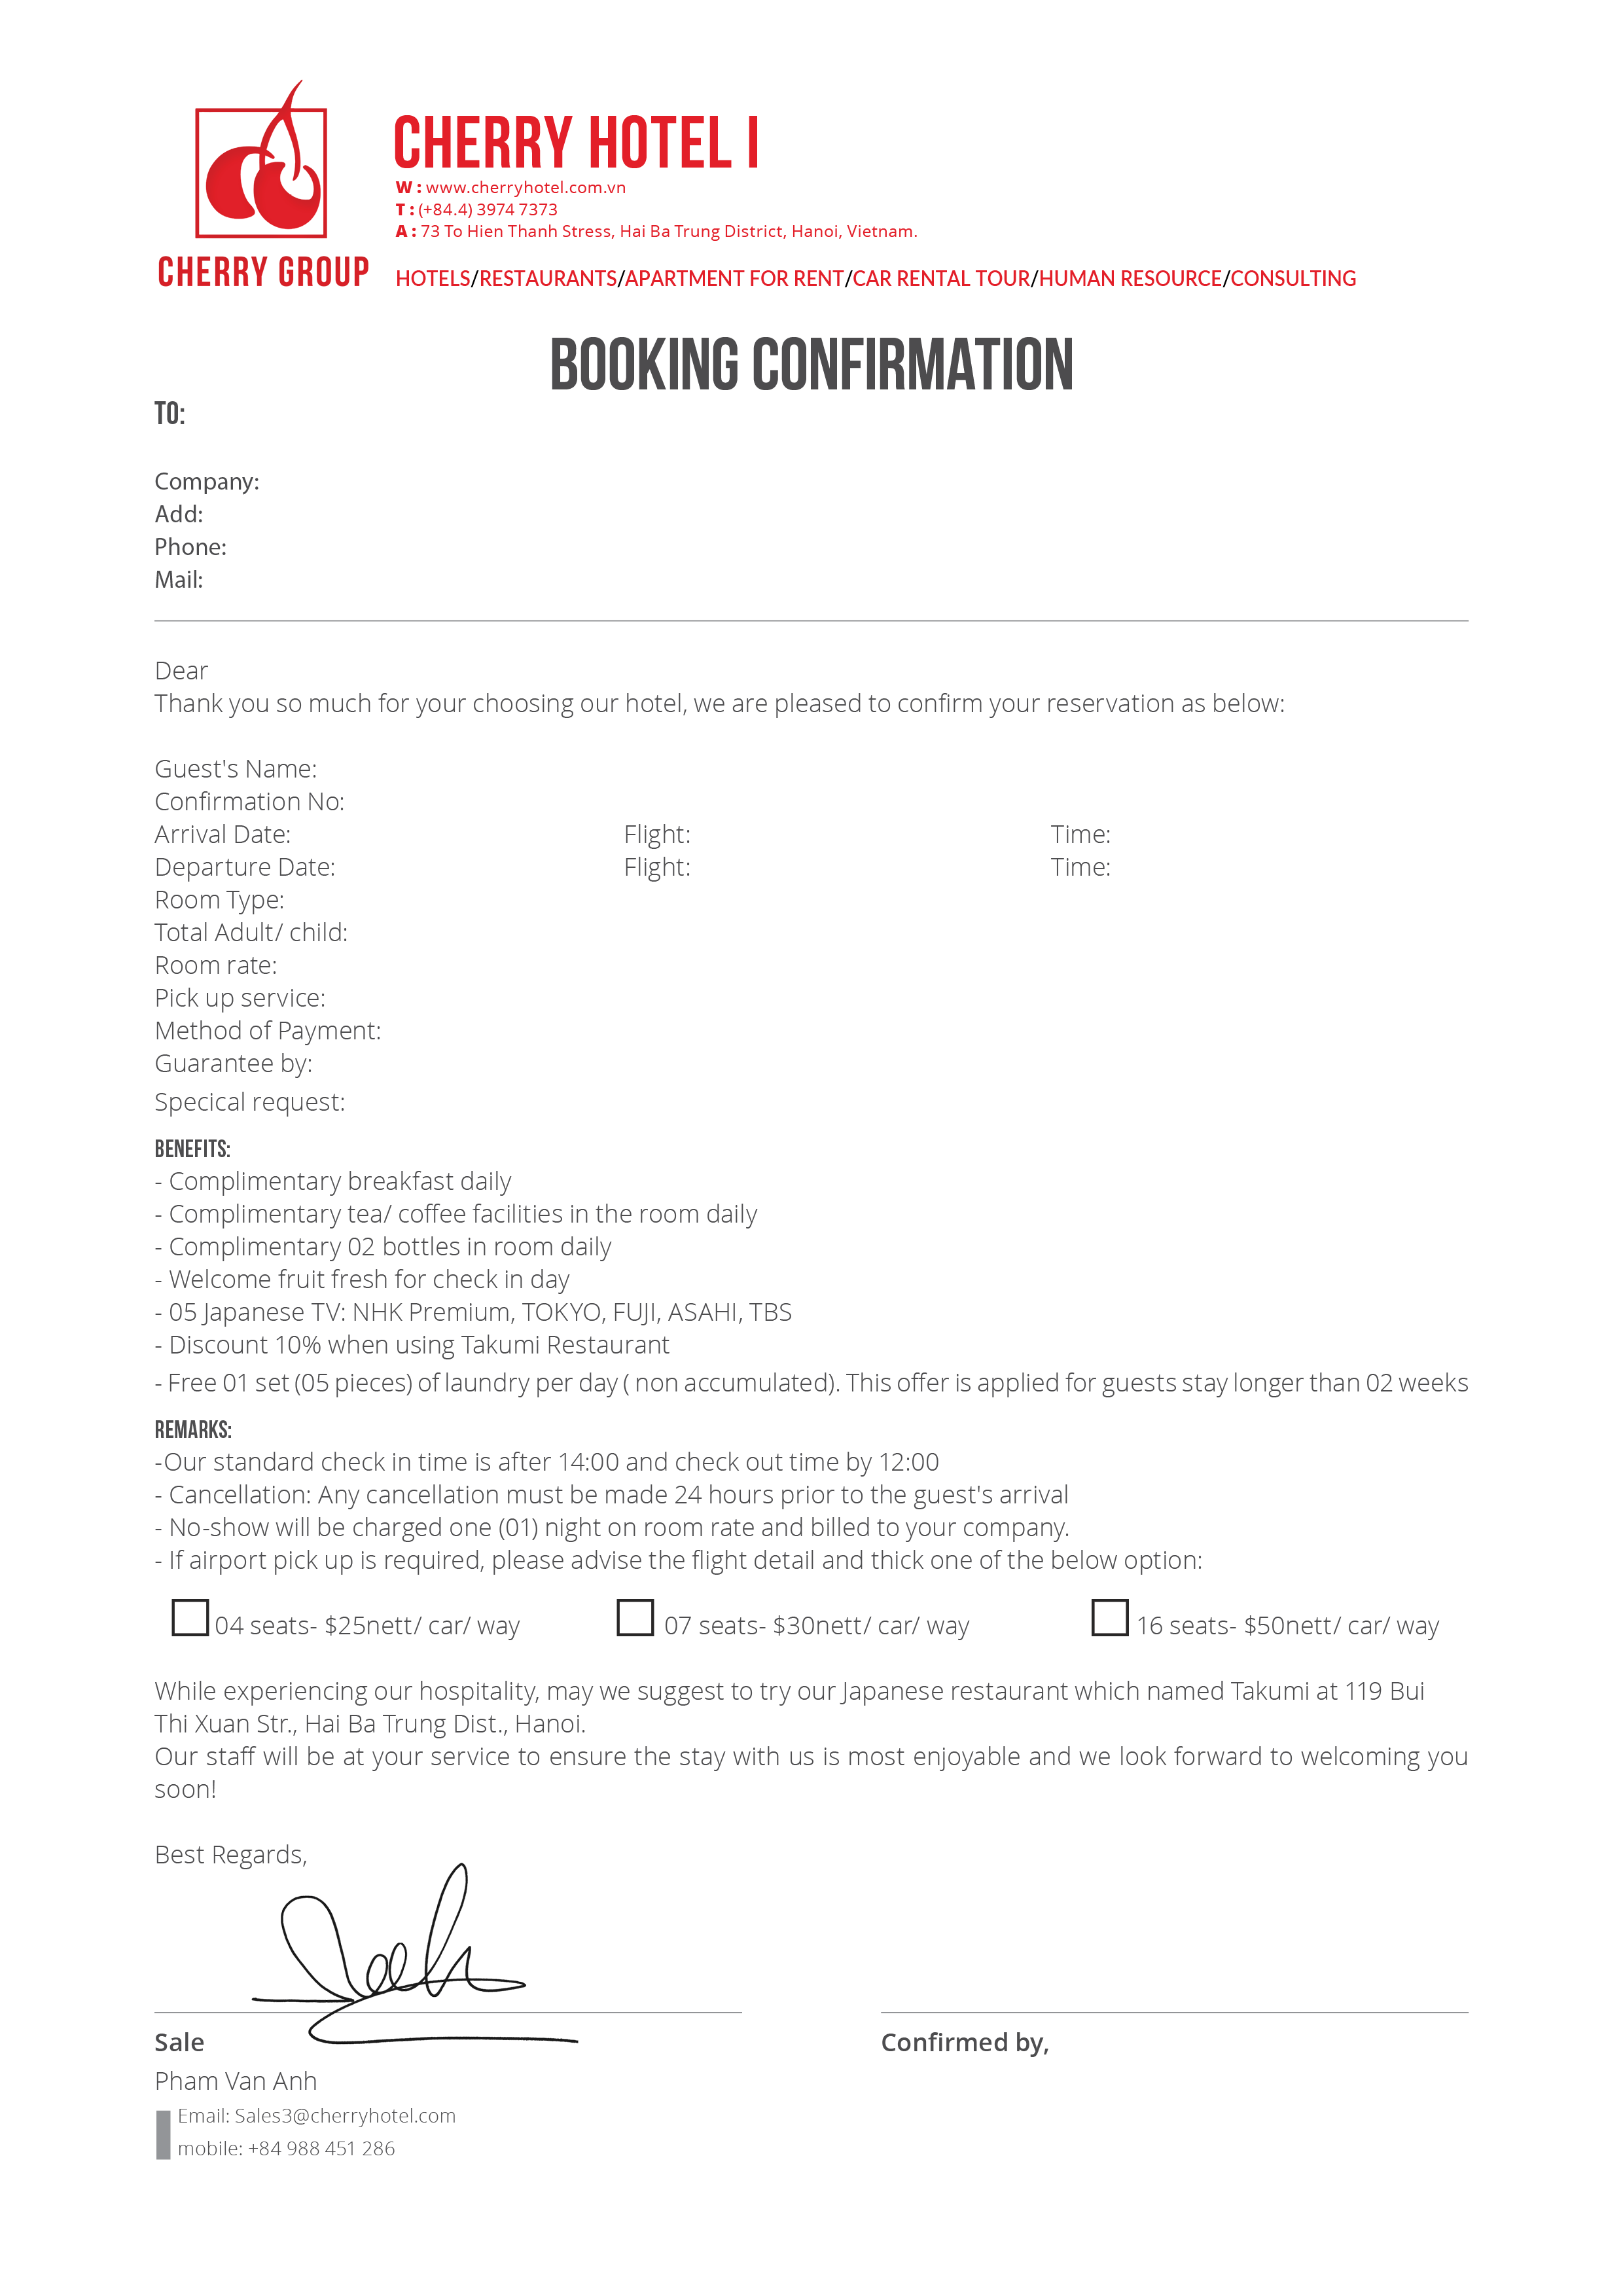 CHERRY HOTEL I
W : www.cherryhotel.com.vn
T : (+84.4) 3974 7373
A : 73 To Hien Thanh Stress, Hai Ba Trung District, Hanoi, Vietnam.
CHERRY GROUP
HOTELS/RESTAURANTS/APARTMENT FOR RENT/CAR RENTAL TOUR/HUMAN RESOURCE/CONSULTING
BOOKING CONFIRMATION
TO:
Company:
Add:
Phone:
Mail:
Dear
Thank you so much for your choosing our hotel, we are pleased to confirm your reservation as below:
Guest's Name:
Confirmation No:
Arrival Date: Flight: Time:
Departure Date: Flight: Time:
Room Type:
Total Adult/ child:
Room rate:
Pick up service:
Method of Payment:
Guarantee by:
Specical request:
BENEFITS:
- Complimentary breakfast daily
- Complimentary tea/ coffee facilities in the room daily
- Complimentary 02 bottles in room daily
- Welcome fruit fresh for check in day
- 05 Japanese TV: NHK Premium, TOKYO, FUJI, ASAHI, TBS
- Discount 10% when using Takumi Restaurant
- Free 01 set (05 pieces) of laundry per day ( non accumulated). This offer is applied for guests stay longer than 02 weeks
REMARKS:
-Our standard check in time is after 14:00 and check out time by 12:00
- Cancellation: Any cancellation must be made 24 hours prior to the guest's arrival
- No-show will be charged one (01) night on room rate and billed to your company.
- If airport pick up is required, please advise the flight detail and thick one of the below option:
04 seats- $25nett/ car/ way 07 seats- $30nett/ car/ way 16 seats- $50nett/ car/ way
While experiencing our hospitality, may we suggest to try our Japanese restaurant which named Takumi at 119 Bui
Thi Xuan Str., Hai Ba Trung Dist., Hanoi.
Our staff will be at your service to ensure the stay with us is most enjoyable and we look forward to welcoming you
soon!
Best Regards,
Sale Confirmed by,
Pham Van Anh
Email: Sales3@cherryhotel.com
mobile: +84 988 451 286